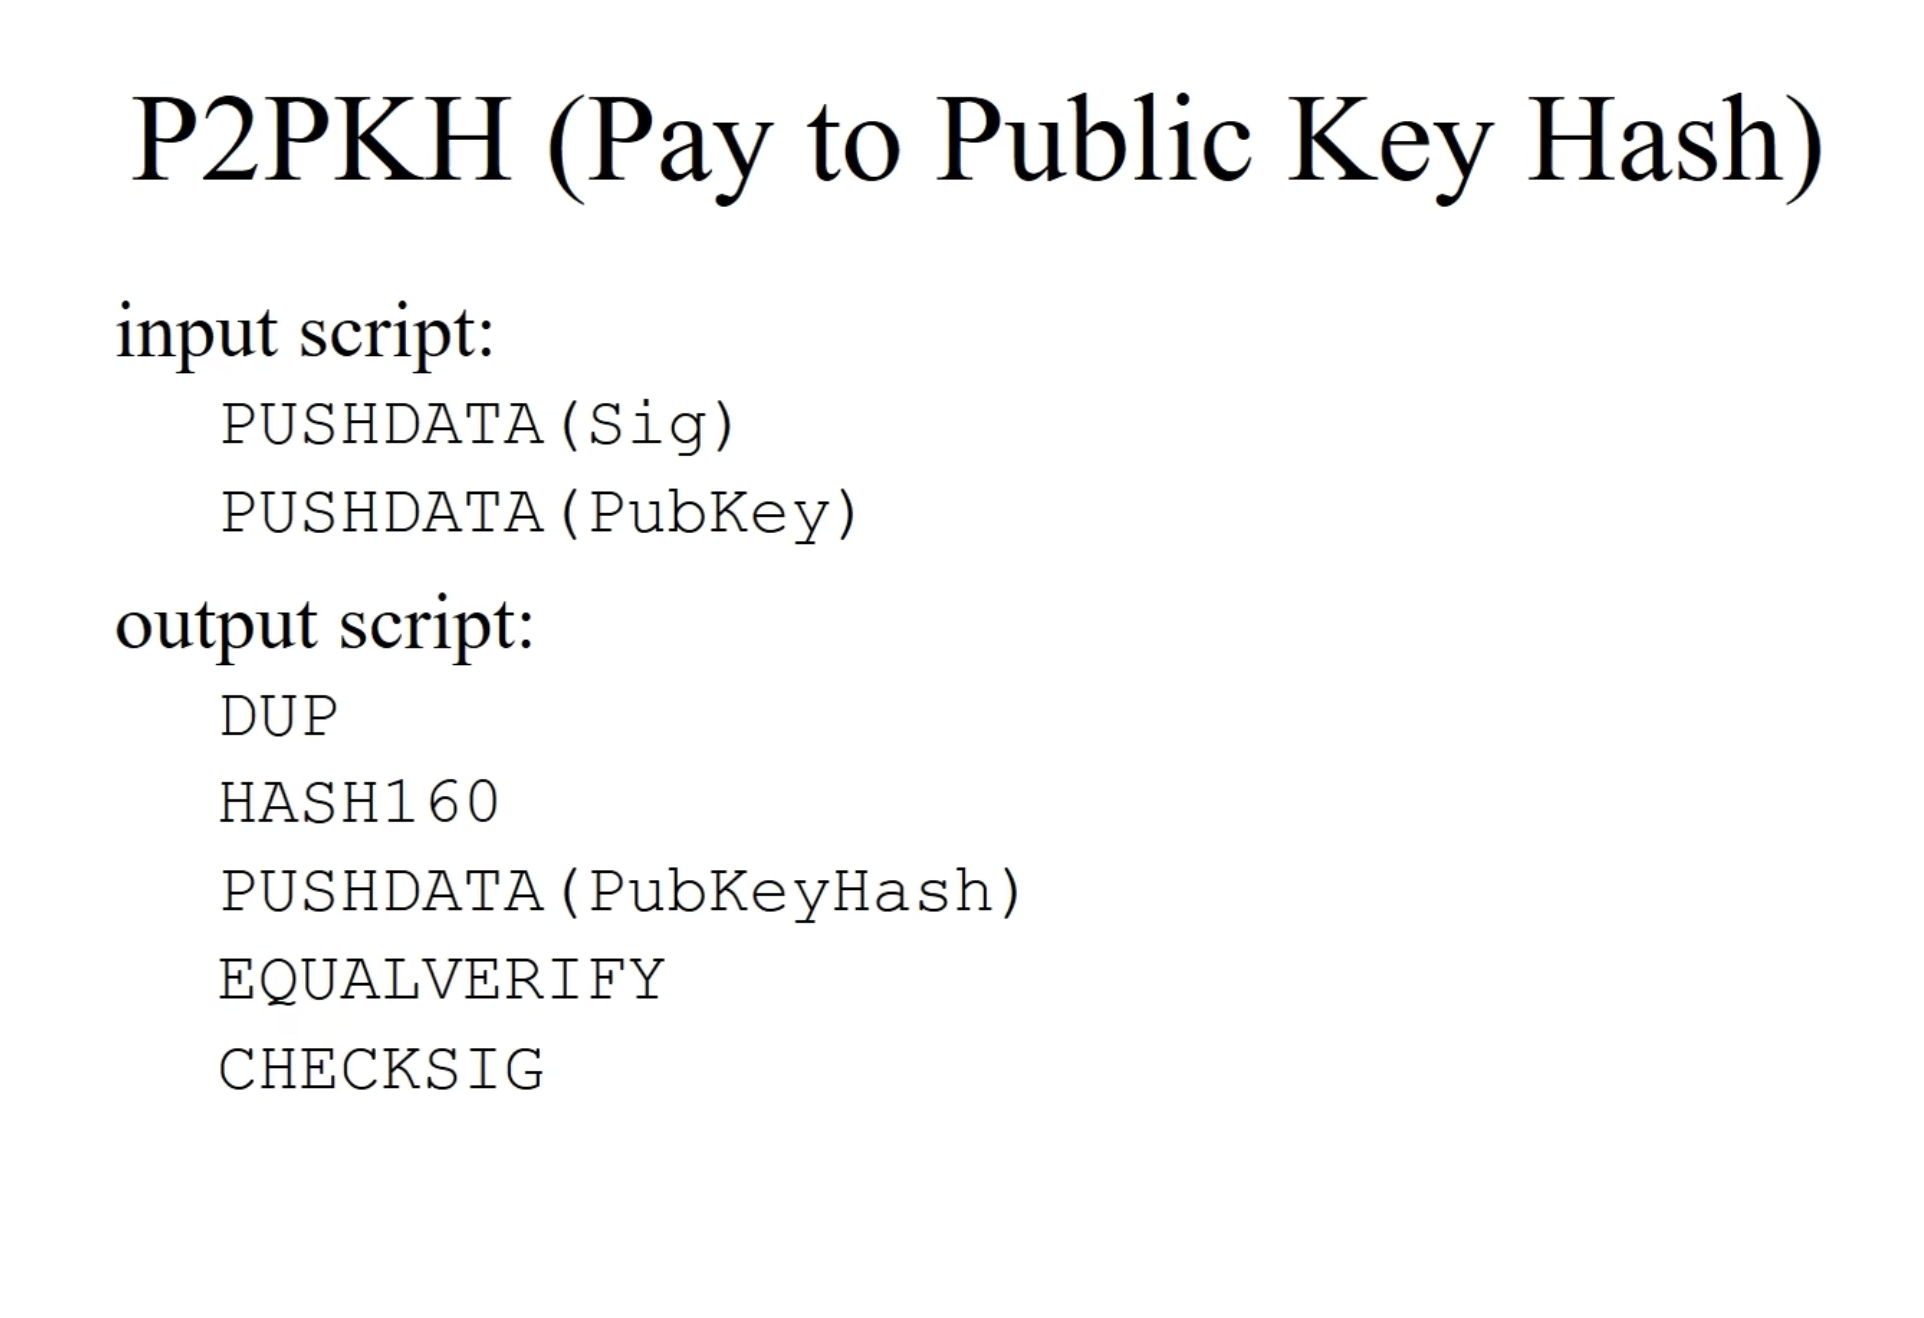 P2PKH (Pay to Public Key Hash)
input script:
PUSHDATA(Sig)
PUSHDATA(PubKey)
output script:
DUP
HASH160
PUSHDATA(PubKeyHash)
EQUALVERIFY
CHECKSIG